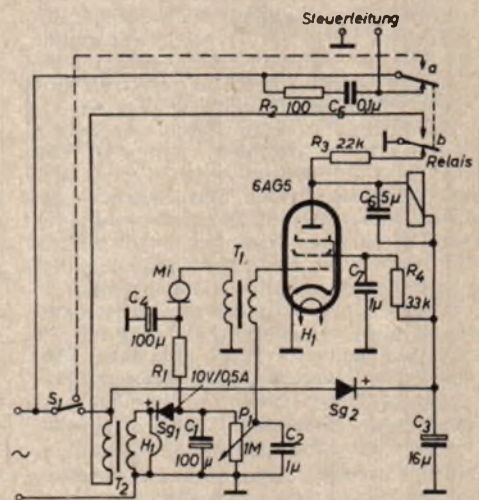 Steuerleitung
a
R2 100
C5 0,1µ
b
R3 22k
Relais
6AG5
C6 5µ
T1
Mi
C7
1µ
R4
33k
C4
100µ
H1
R1
10V/0,5A
S1
+
Sg2
+
Sg1
P1
C1
1M
C2
C3
H1
100µ
1µ
16µ
~
T2